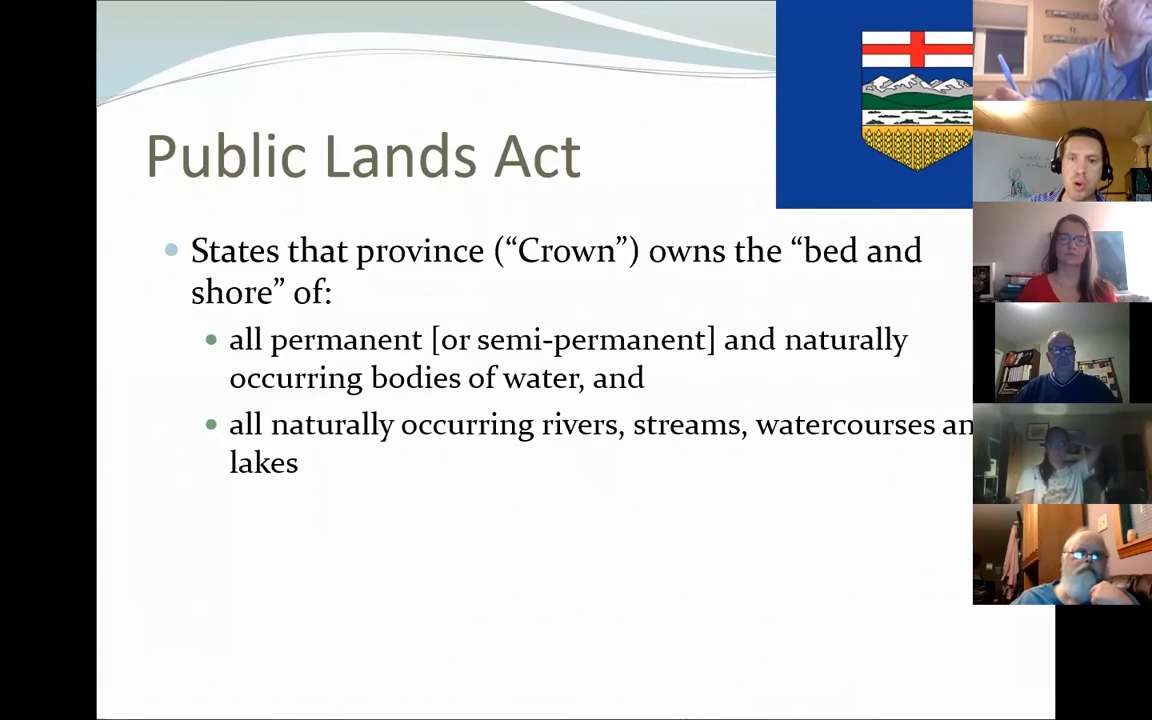 Public Lands Act
• States that province (“Crown”) owns the “bed and
shore” of:
• all permanent [or semi-permanent] and naturally
occurring bodies of water, and
• all naturally occurring rivers, streams, watercourses an
lakes